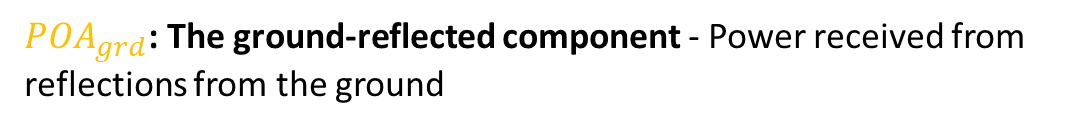 POA_grd: The ground-reflected component - Power received from
reflections from the ground